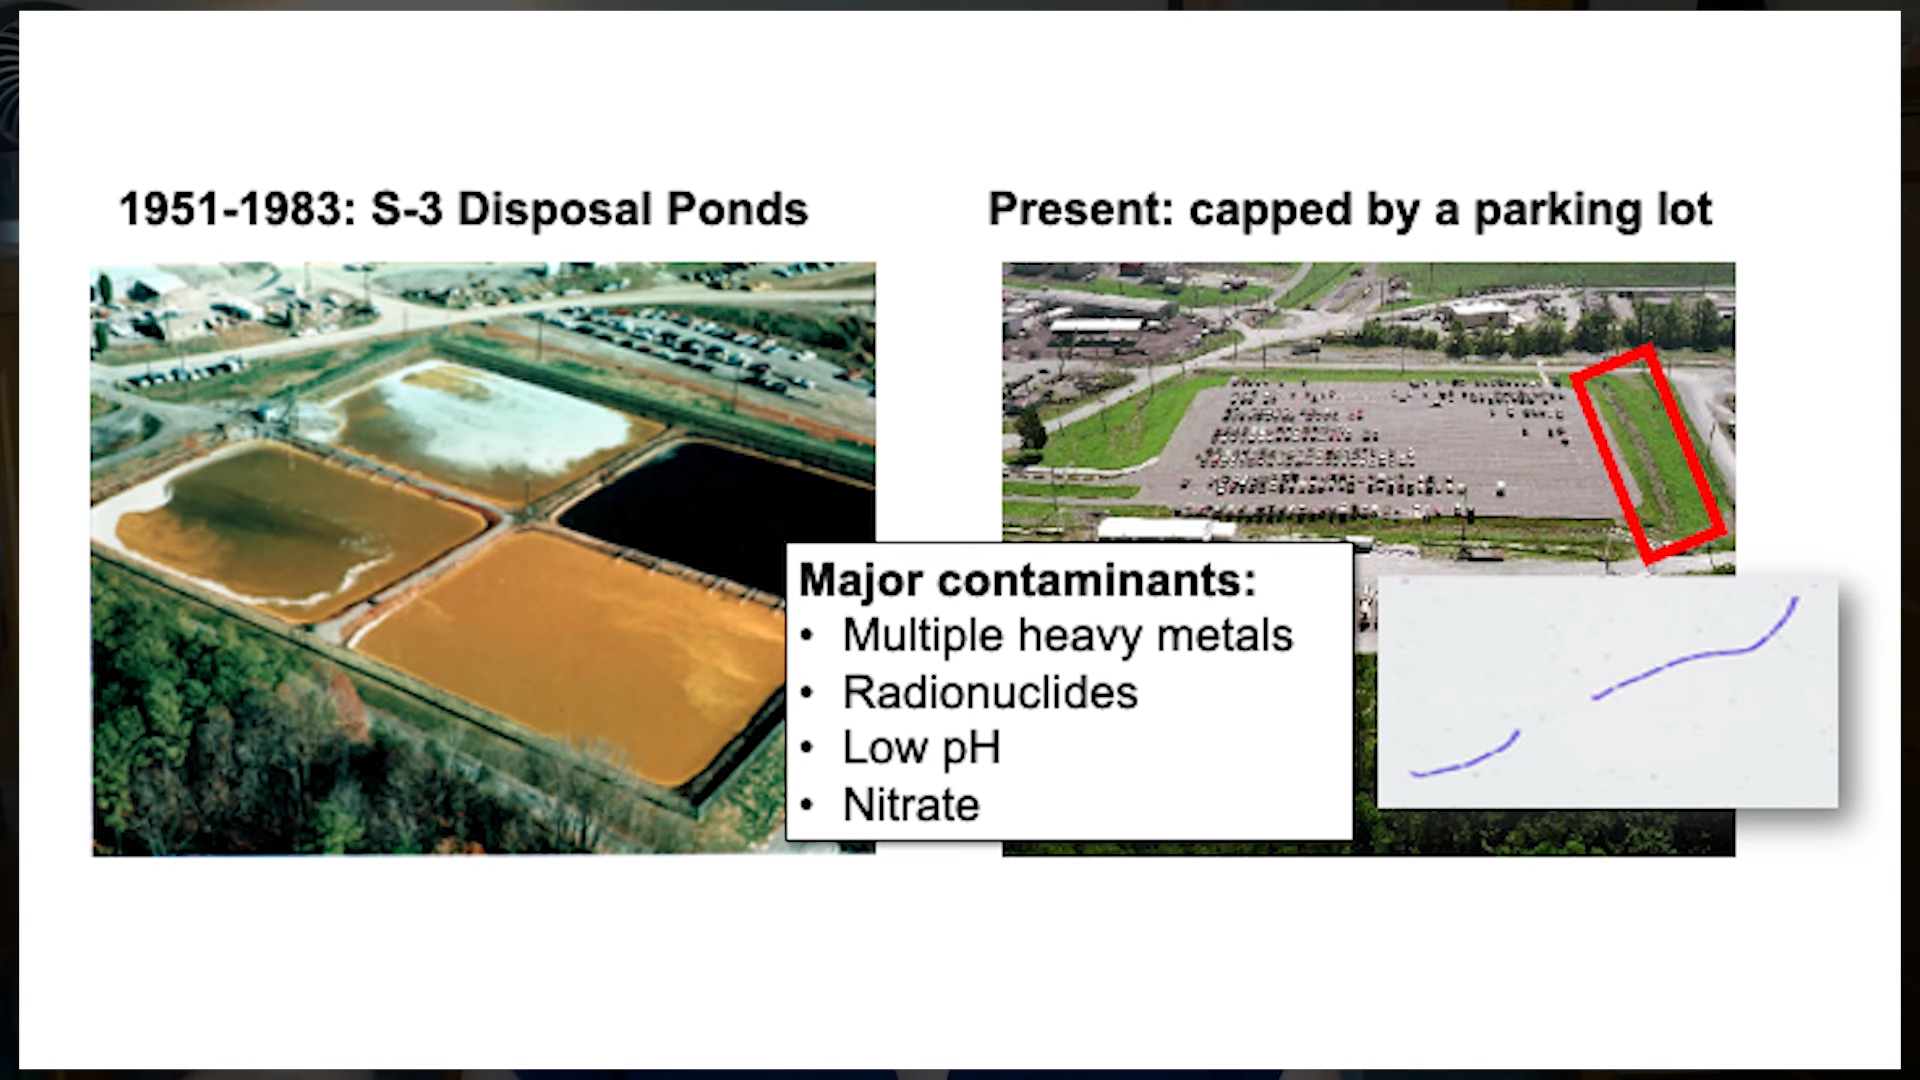 1951-1983: S-3 Disposal Ponds
Present: capped by a parking lot
Major contaminants:
• Multiple heavy metals
• Radionuclides
• Low pH
• Nitrate